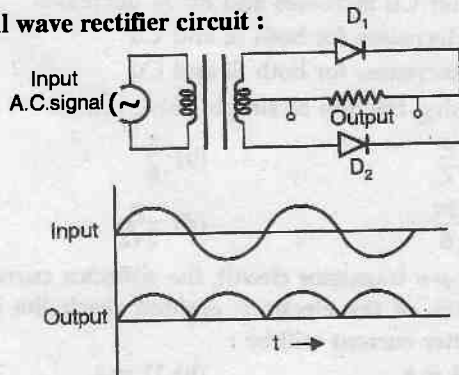 l wave rectifier circuit :
D1
Input
A.C.signal
~
Output
D2
Input
Output
t →